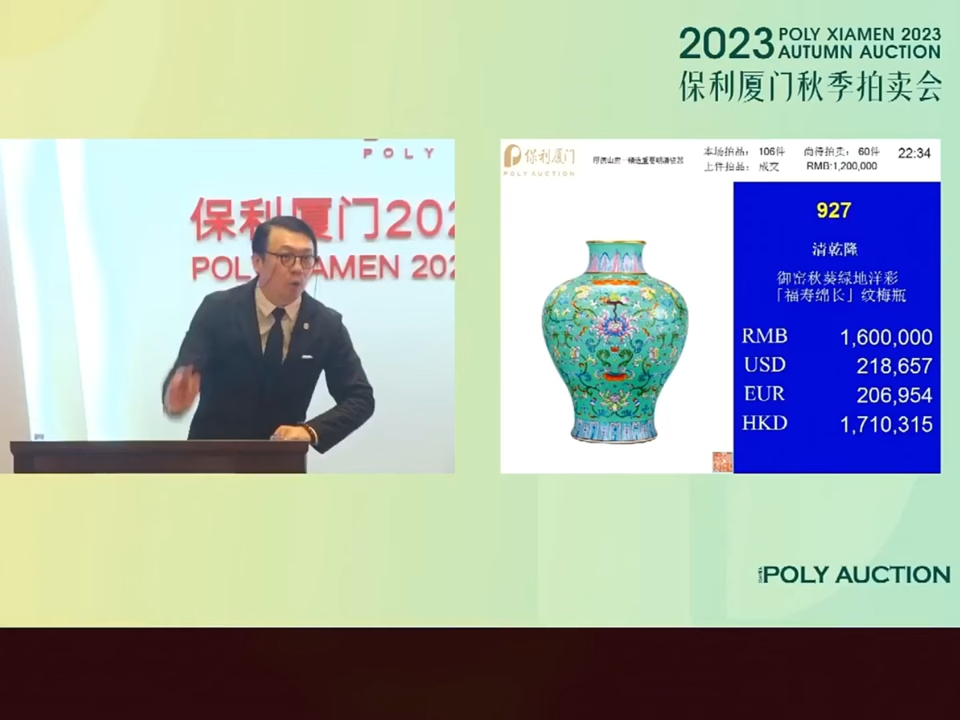 2023
POLY XIAMEN 2023
AUTUMN AUCTION
保利厦门秋季拍卖会
POLY
保利厦门202
POLY XIAMEN 202
保利厦门
POLY AUCTION
本场拍品: 106件
尚待拍卖: 60件
22:34
上件拍品: 成交
RMB:1,200,000
927
清乾隆
御窑秋葵绿地洋彩
「福寿绵长」纹梅瓶
RMB 1,600,000
USD 218,657
EUR 206,954
HKD 1,710,315
POLY AUCTION